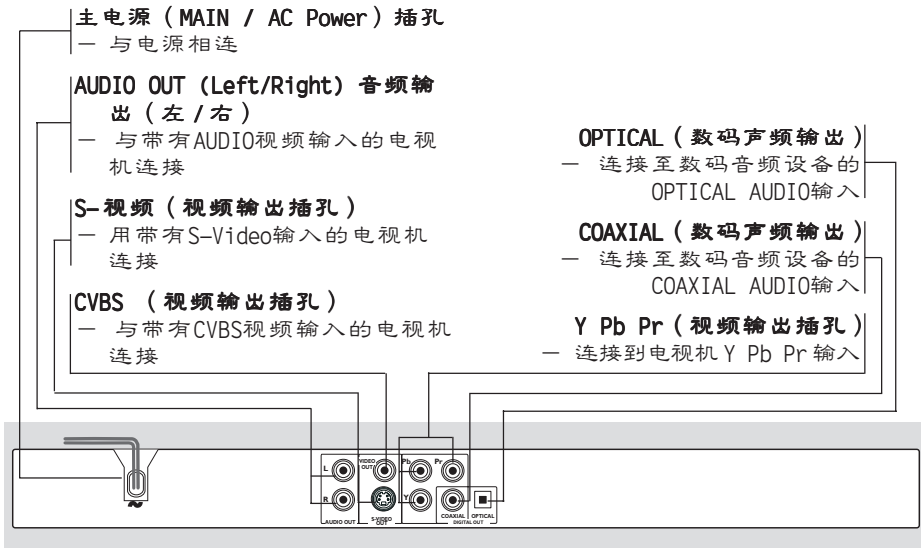 主电源（MAIN / AC Power）插孔
— 与电源相连
AUDIO OUT (Left/Right) 音频输
出（左 / 右）
— 与带有AUDIO视频输入的电视
机连接
S–视频（视频输出插孔）
— 用带有S–Video输入的电视机
连接
CVBS （视频输出插孔）
— 与带有CVBS视频输入的电视机
连接
OPTICAL（数码声频输出）
— 连接至数码音频设备的
OPTICAL AUDIO输入
COAXIAL（数码声频输出）
— 连接至数码音频设备的
COAXIAL AUDIO输入
Y Pb Pr（视频输出插孔）
— 连接到电视机Y Pb Pr 输入
~
L
R
AUDIO OUT
VIDEO
OUT
S-VIDEO
OUT
Pb
Pr
Y
COAXIAL
OPTICAL
DIGITAL OUT